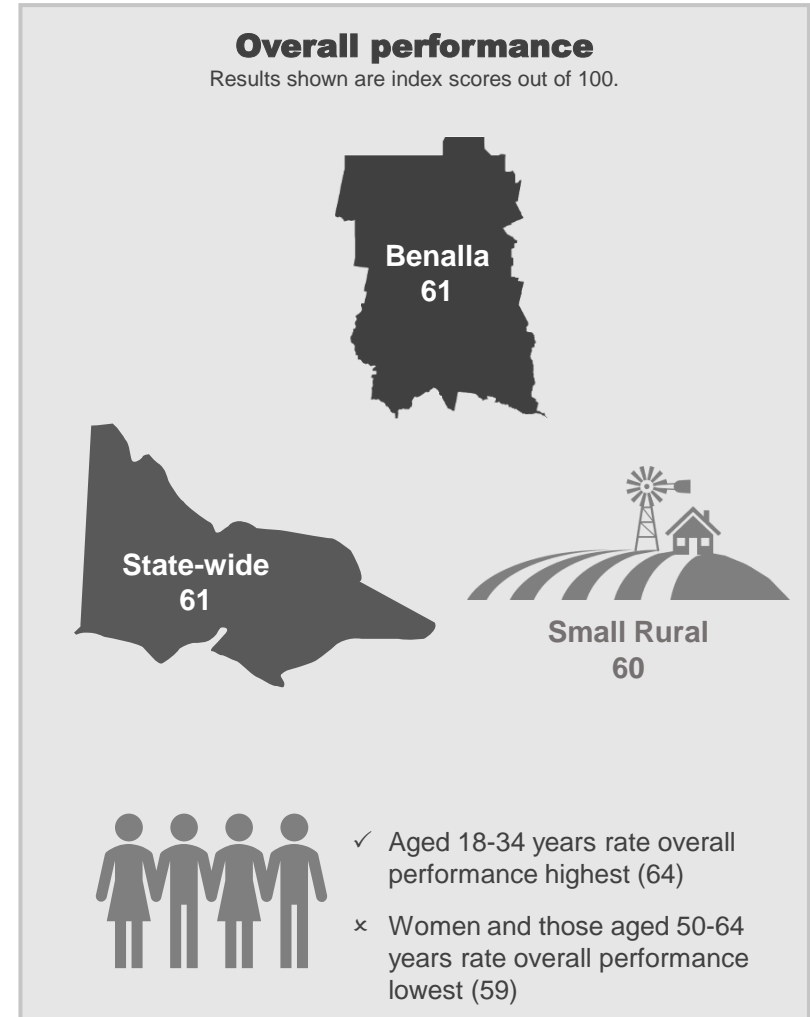 Overall performance
Results shown are index scores out of 100.
Benalla
61
State-wide
61
Small Rural
60
✓ Aged 18-34 years rate overall
performance highest (64)
× Women and those aged 50-64
years rate overall performance
lowest (59)